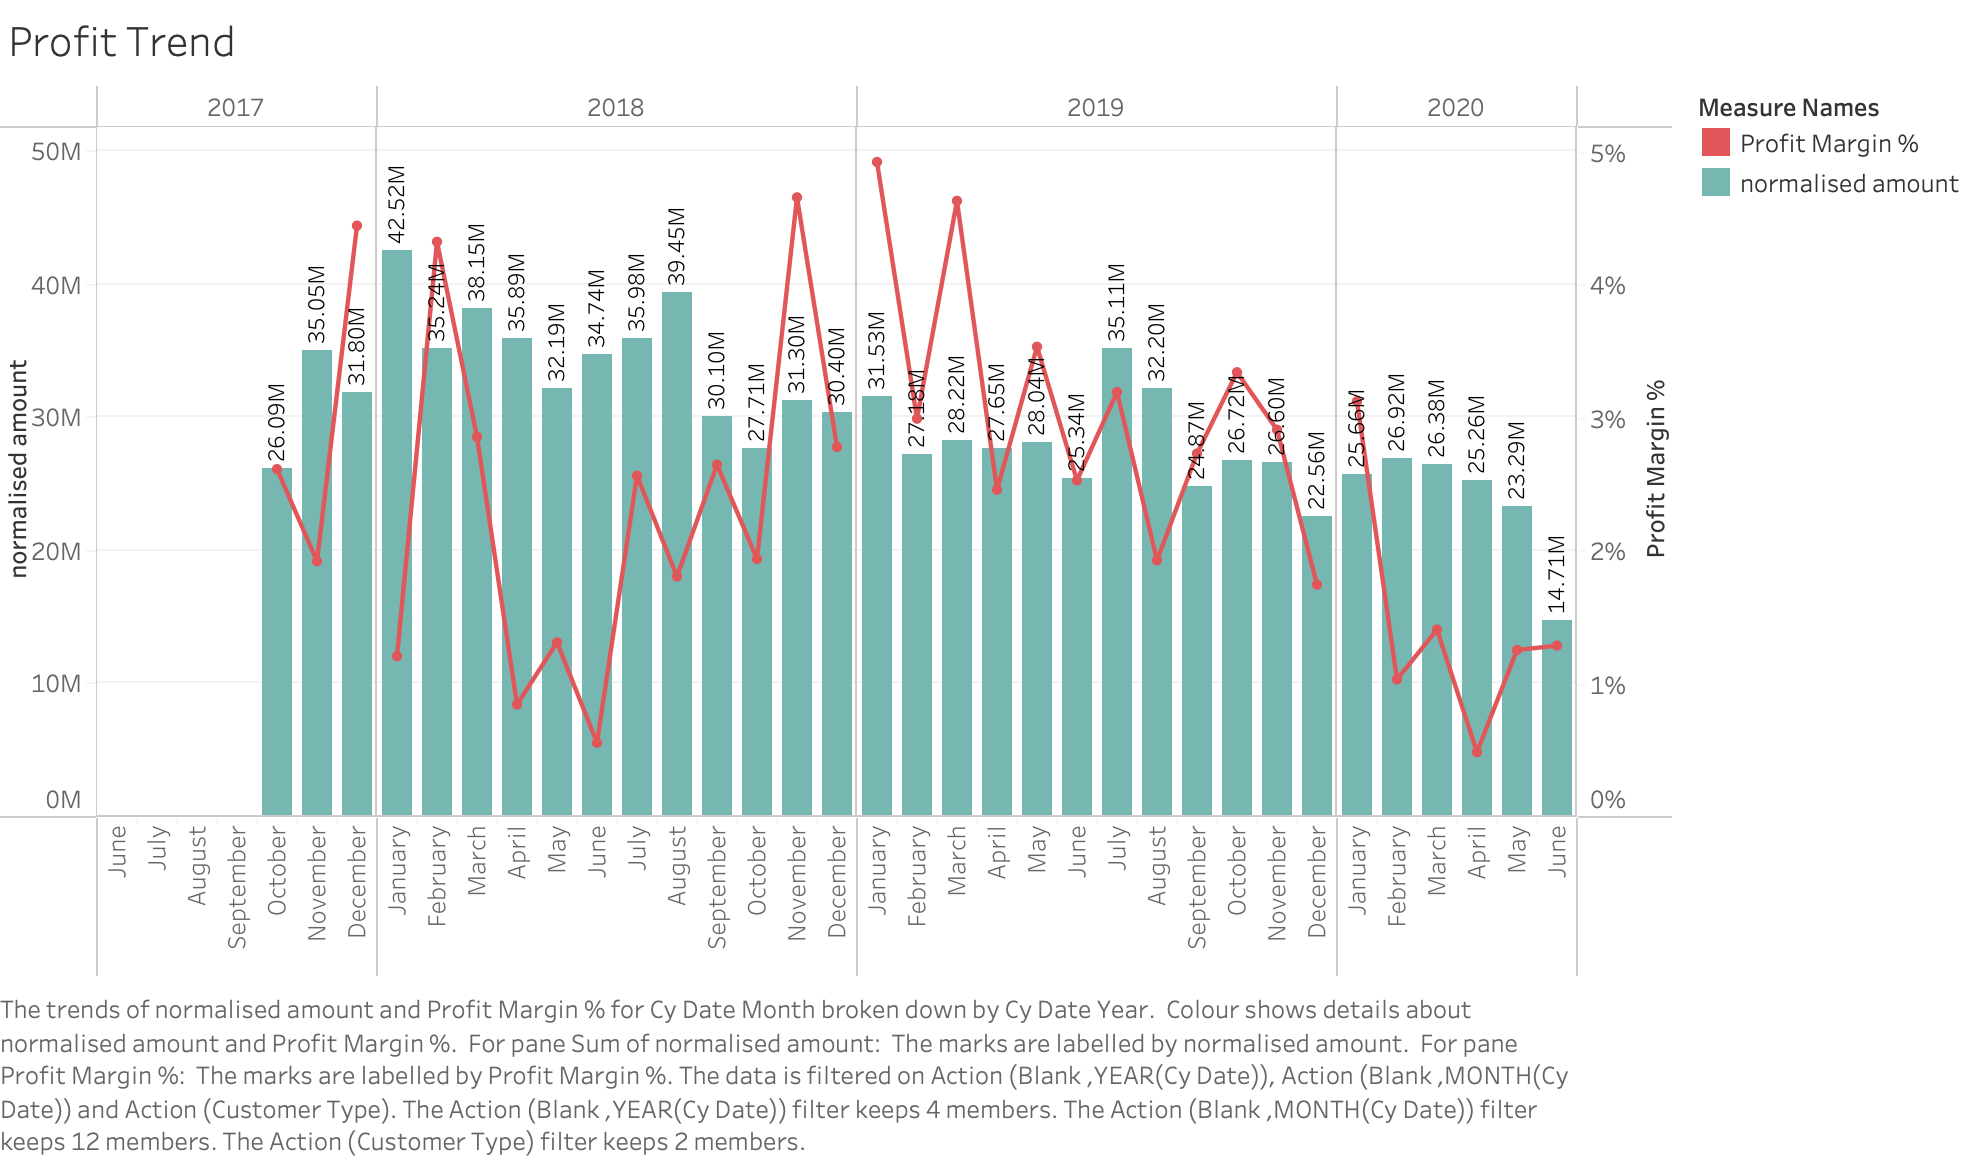 Profit Trend
2017 2018 2019 2020
Measure Names
Profit Margin %
normalised amount
50M
40M
30M
20M
10M
0M
normalised amount
26.09M
35.05M
31.80M
42.52M
35.24M
38.15M
35.89M
32.19M
34.74M
35.98M
39.45M
30.10M
27.71M
31.30M
30.40M
31.53M
27.18M
28.22M
27.65M
28.04M
25.34M
35.11M
32.20M
24.87M
26.72M
26.60M
22.56M
25.66M
26.92M
26.38M
25.26M
23.29M
14.71M
5%
4%
3%
2%
1%
0%
Profit Margin %
June
July
August
September
October
November
December
January
February
March
April
May
June
July
August
September
October
November
December
January
February
March
April
May
June
July
August
September
October
November
December
January
February
March
April
May
June
The trends of normalised amount and Profit Margin % for Cy Date Month broken down by Cy Date Year.  Colour shows details about
normalised amount and Profit Margin %.  For pane Sum of normalised amount:  The marks are labelled by normalised amount.  For pane
Profit Margin %:  The marks are labelled by Profit Margin %. The data is filtered on Action (Blank ,YEAR(Cy Date)), Action (Blank ,MONTH(Cy
Date)) and Action (Customer Type). The Action (Blank ,YEAR(Cy Date)) filter keeps 4 members. The Action (Blank ,MONTH(Cy Date)) filter
keeps 12 members. The Action (Customer Type) filter keeps 2 members.